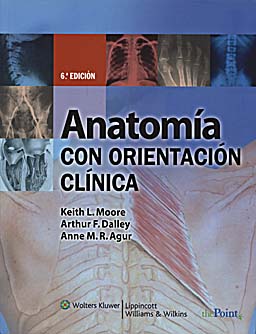 6.ª EDICIÓN
Anatomía
CON ORIENTACIÓN
CLÍNICA
Keith L. Moore
Arthur F. Dalley
Anne M. R. Agur
Wolters Kluwer
Lippincott
Williams & Wilkins
thePoint